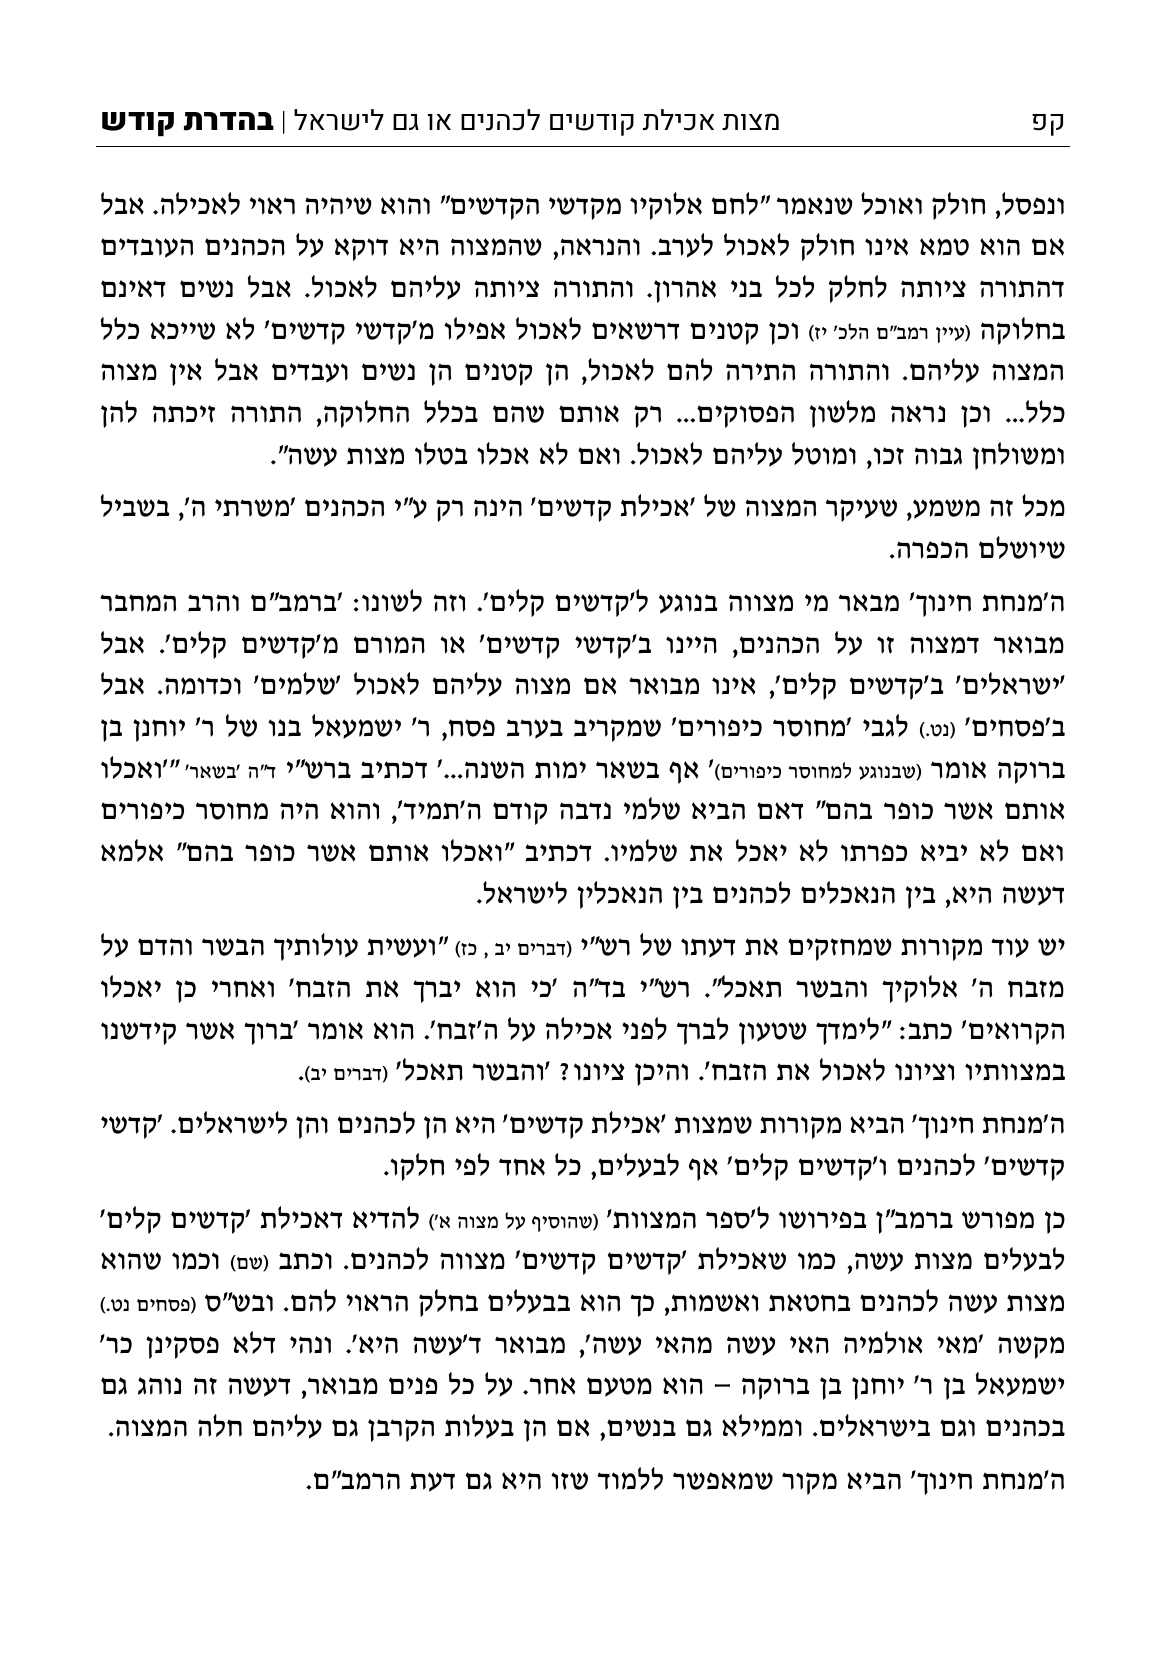 קפ מצות אכילת קודשים לכהנים או גם לישראל | בהדרת קודש
ונפסל, חולק ואוכל שנאמר "לחם אלוקיו מקדשי הקדשים" והוא שיהיה ראוי לאכילה. אבל
אם הוא טמא אינו חולק לאכול לערב. והנראה, שהמצוה היא דוקא על הכהנים העובדים
דהתורה ציותה לחלק לכל בני אהרון. והתורה ציותה עליהם לאכול. אבל נשים דאינם
בחלוקה (עיין רמב"ם הלכ' יז) וכן קטנים דרשאים לאכול אפילו מ'קדשי קדשים' לא שייכא כלל
המצוה עליהם. והתורה התירה להם לאכול, הן קטנים הן נשים ועבדים אבל אין מצוה
כלל... וכן נראה מלשון הפסוקים... רק אותם שהם בכלל החלוקה, התורה זיכתה להן
ומשולחן גבוה זכו, ומוטל עליהם לאכול. ואם לא אכלו בטלו מצות עשה".
מכל זה משמע, שעיקר המצוה של 'אכילת קדשים' הינה רק ע"י הכהנים 'משרתי ה', בשביל
שיושלם הכפרה.
ה'מנחת חינוך' מבאר מי מצווה בנוגע ל'קדשים קלים'. וזה לשונו: 'ברמב"ם והרב המחבר
מבואר דמצוה זו על הכהנים, היינו ב'קדשי קדשים' או המורם מ'קדשים קלים'. אבל
'ישראלים' ב'קדשים קלים', אינו מבואר אם מצוה עליהם לאכול 'שלמים' וכדומה. אבל
ב'פסחים' (נט.) לגבי 'מחוסר כיפורים' שמקריב בערב פסח, ר' ישמעאל בנו של ר' יוחנן בן
ברוקה אומר (שבנוגע למחוסר כיפורים)' אף בשאר ימות השנה...' דכתיב ברש"י ד"ה 'בשאר' "'ואכלו
אותם אשר כופר בהם" דאם הביא שלמי נדבה קודם ה'תמיד', והוא היה מחוסר כיפורים
ואם לא יביא כפרתו לא יאכל את שלמיו. דכתיב "ואכלו אותם אשר כופר בהם" אלמא
דעשה היא, בין הנאכלים לכהנים בין הנאכלין לישראל.
יש עוד מקורות שמחזקים את דעתו של רש"י (דברים יב , כז) "ועשית עולותיך הבשר והדם על
מזבח ה' אלוקיך והבשר תאכל". רש"י בד"ה 'כי הוא יברך את הזבח' ואחרי כן יאכלו
הקרואים' כתב: "לימדך שטעון לברך לפני אכילה על ה'זבח'. הוא אומר 'ברוך אשר קידשנו
במצוותיו וציונו לאכול את הזבח'. והיכן ציונו? 'והבשר תאכל' (דברים יב).
ה'מנחת חינוך' הביא מקורות שמצות 'אכילת קדשים' היא הן לכהנים והן לישראלים. 'קדשי
קדשים' לכהנים ו'קדשים קלים' אף לבעלים, כל אחד לפי חלקו.
כן מפורש ברמב"ן בפירושו ל'ספר המצוות' (שהוסיף על מצוה א') להדיא דאכילת 'קדשים קלים'
לבעלים מצות עשה, כמו שאכילת 'קדשים קדשים' מצווה לכהנים. וכתב (שם) וכמו שהוא
מצות עשה לכהנים בחטאת ואשמות, כך הוא בבעלים בחלק הראוי להם. ובש"ס (פסחים נט.)
מקשה 'מאי אולמיה האי עשה מהאי עשה', מבואר ד'עשה היא'. ונהי דלא פסקינן כר'
ישמעאל בן ר' יוחנן בן ברוקה – הוא מטעם אחר. על כל פנים מבואר, דעשה זה נוהג גם
בכהנים וגם בישראלים. וממילא גם בנשים, אם הן בעלות הקרבן גם עליהם חלה המצוה.
ה'מנחת חינוך' הביא מקור שמאפשר ללמוד שזו היא גם דעת הרמב"ם.